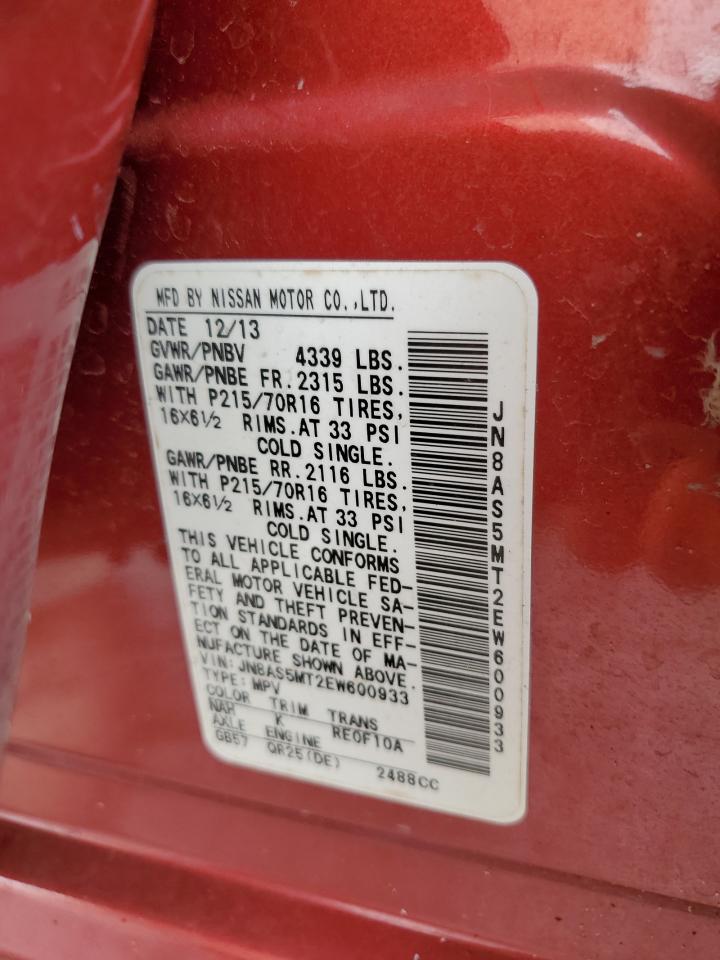 MFD BY NISSAN MOTOR CO.,LTD.
DATE 12/13
GVWR/PNBV 4339 LBS.
GAWR/PNBE FR. 2315 LBS.
WITH P215/70R16 TIRES,
16X6½ RIMS. AT 33 PSI
COLD SINGLE.
GAWR/PNBE RR. 2116 LBS.
WITH P215/70R16 TIRES,
16X6½ RIMS. AT 33 PSI
COLD SINGLE.
THIS VEHICLE CONFORMS
TO ALL APPLICABLE FED-
ERAL MOTOR VEHICLE SA-
FETY AND THEFT PREVEN-
TION STANDARDS IN EFF-
ECT ON THE DATE OF MA-
NUFACTURE SHOWN ABOVE.
VIN: JN8AS5MT2EW600933
TYPE: MPV
COLOR TRIM TRANS
NAH K RE0F10A
AXLE ENGINE
GB57 QR25(DE) 2488CC
JN8AS5MT2EW600933